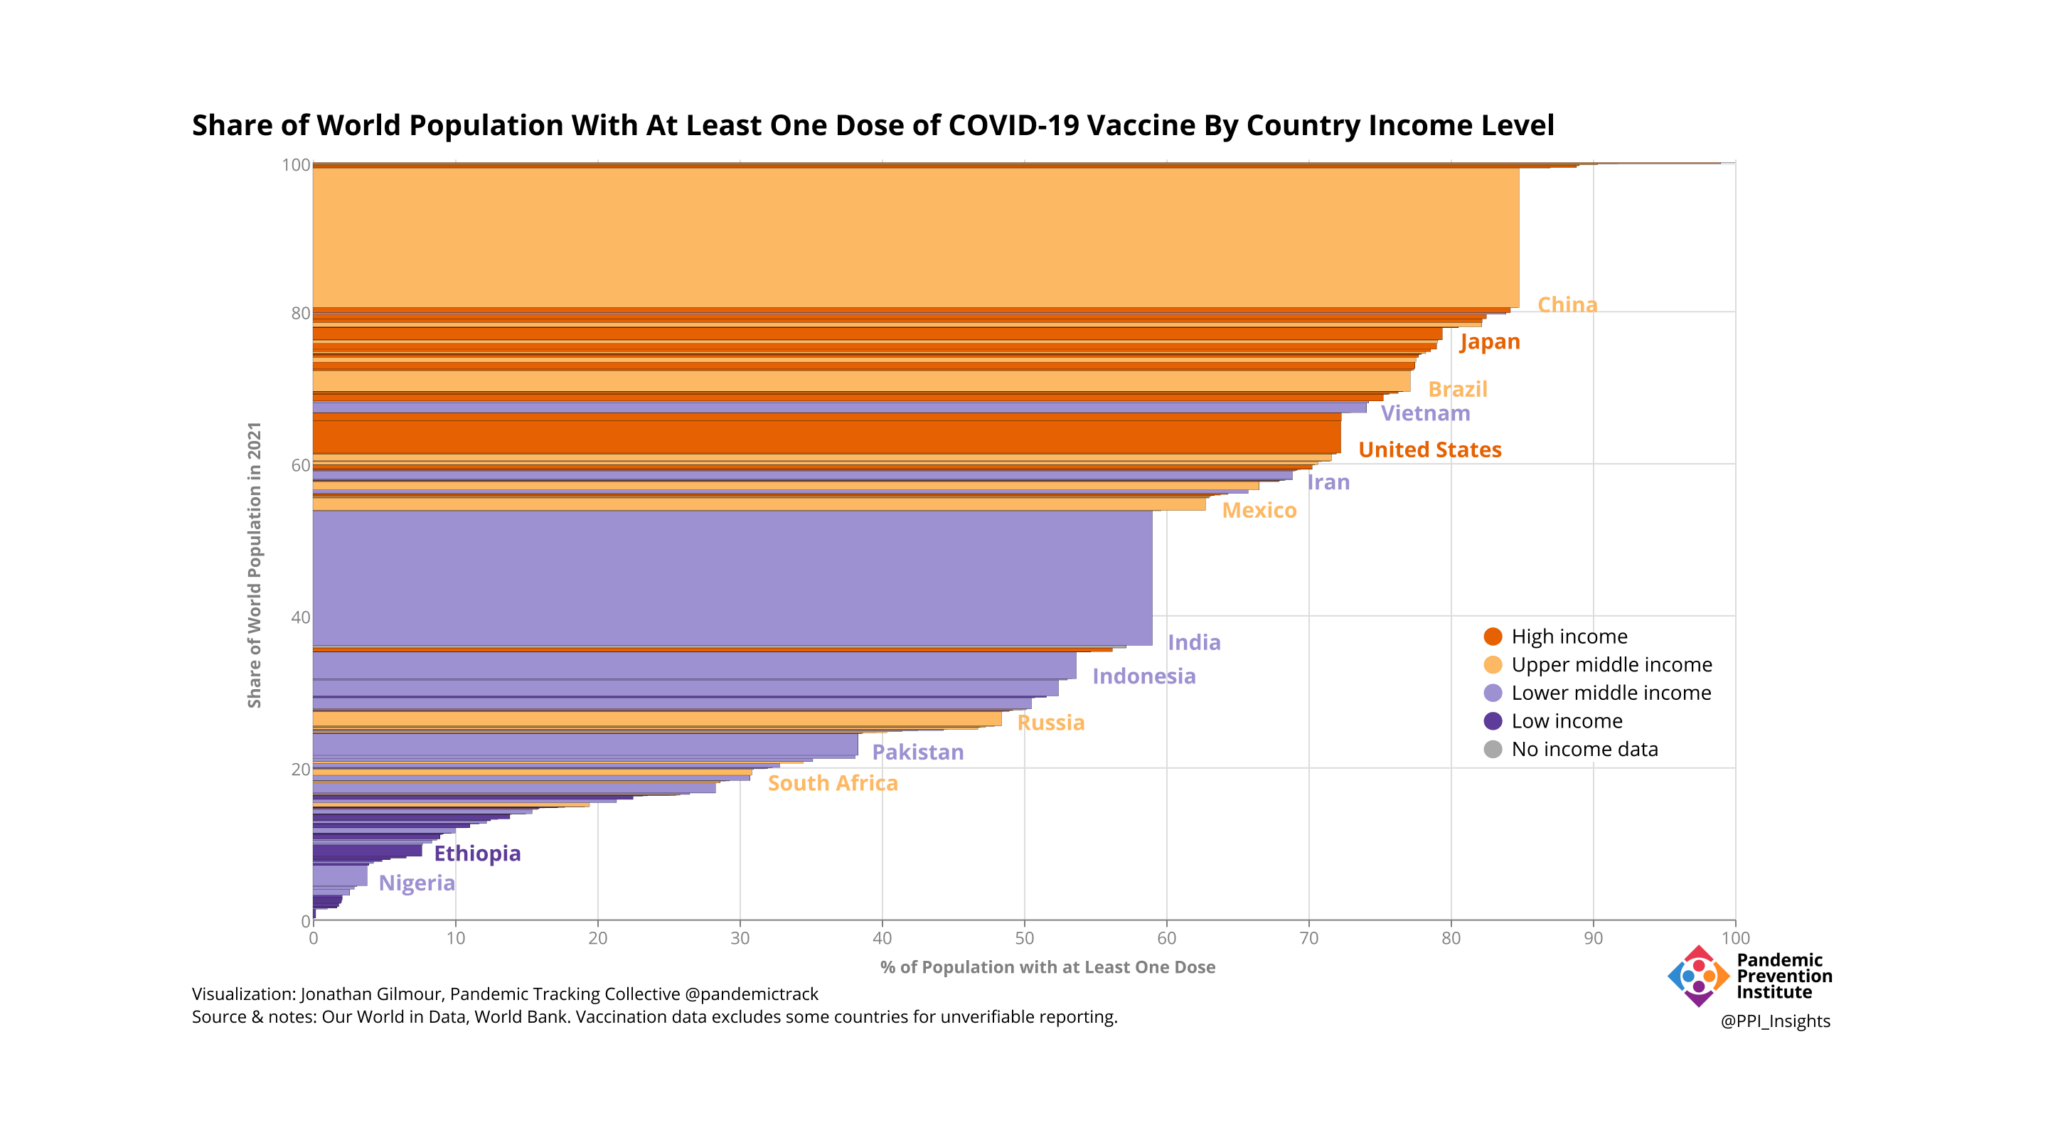 Share of World Population With At Least One Dose of COVID-19 Vaccine By Country Income Level
100
80
60
40
20
0
Share of World Population in 2021
China
Japan
Brazil
Vietnam
United States
Iran
Mexico
India
Indonesia
Russia
Pakistan
South Africa
Ethiopia
Nigeria
High income
Upper middle income
Lower middle income
Low income
No income data
0 10 20 30 40 50 60 70 80 90 100
% of Population with at Least One Dose
Visualization: Jonathan Gilmour, Pandemic Tracking Collective @pandemictrack
Source & notes: Our World in Data, World Bank. Vaccination data excludes some countries for unverifiable reporting.
Pandemic
Prevention
Institute
@PPI_Insights